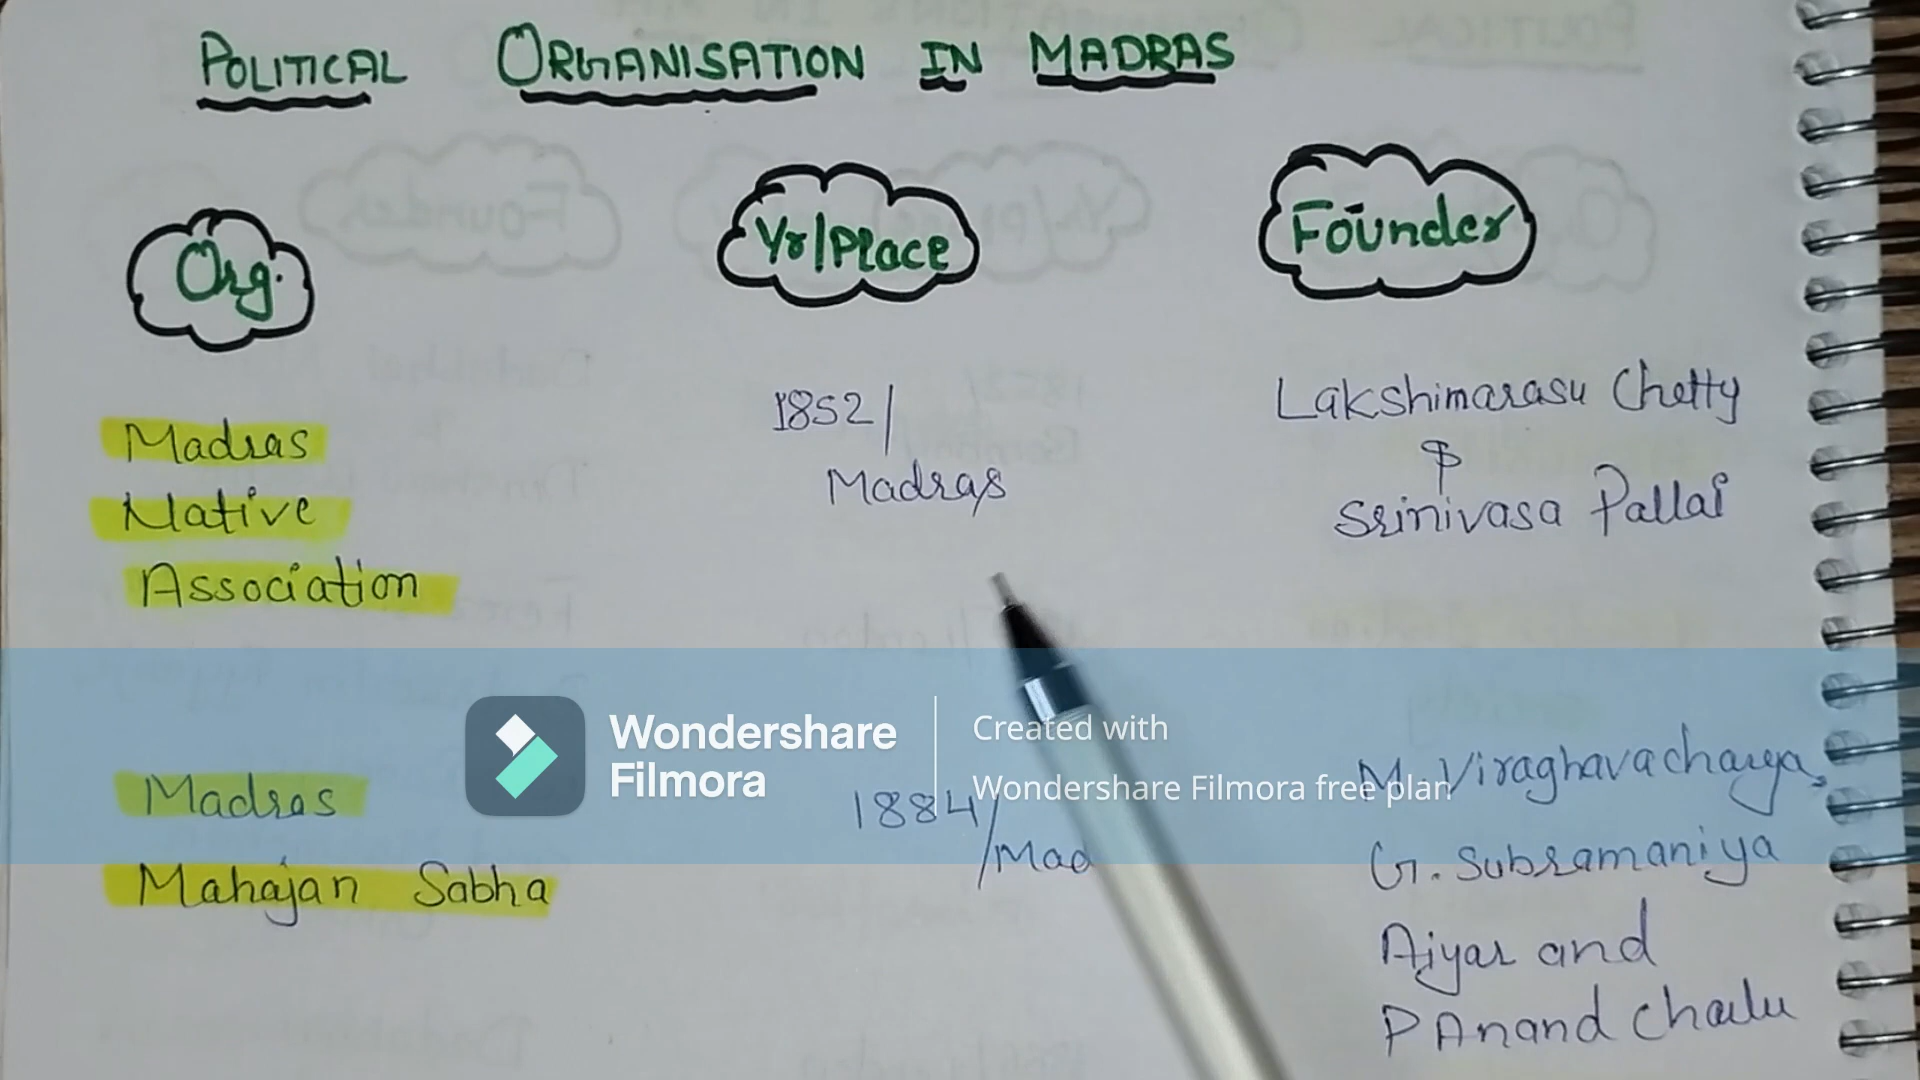 POLITICAL ORGANISATION IN MADRAS
Org.
Yr/Place
Founder
Madras
Native
Association
1852/
Madras
Lakshimarasu Chetty
&
Srinivasa Pallai
Madras
Mahajan Sabha
1884/
/Mad
M. Viraghavacharya,
G. Subramaniya
Aiyar and
P Anand Charlu
Wondershare
Filmora
Created with
Wondershare Filmora free plan